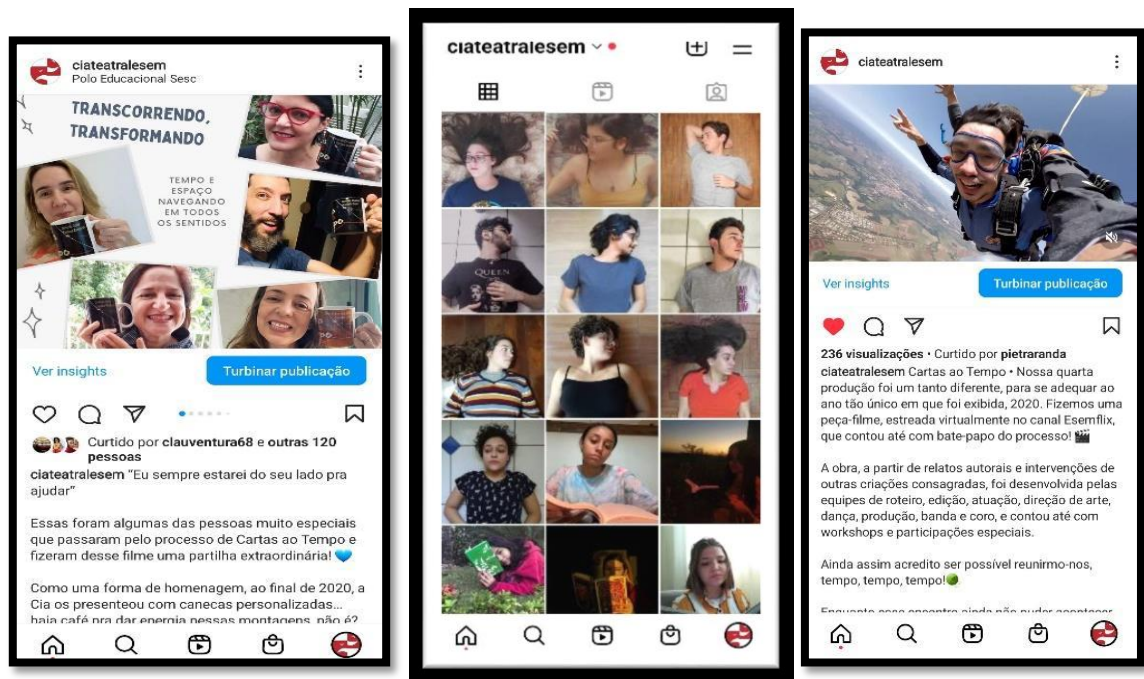 ciateatralesem
Polo Educacional Sesc
TRANSCORRENDO,
TRANSFORMANDO
TEMPO E
ESPAÇO
NAVEGANDO
EM TODOS
OS SENTIDOS
Ver insights
Turbinar publicação
Curtido por clauventura68 e outras 120
pessoas
ciateatralesem "Eu sempre estarei do seu lado pra
ajudar"
Essas foram algumas das pessoas muito especiais
que passaram pelo processo de Cartas ao Tempo e
fizeram desse filme uma partilha extraordinária! 💙
Como uma forma de homenagem, ao final de 2020, a
Cia os presenteou com canecas personalizadas...
haja café pra dar energia nessas montagens, não é?
ciateatralesem
QUEEN
ciateatralesem
Ver insights
Turbinar publicação
236 visualizações • Curtido por pietraranda
ciateatralesem Cartas ao Tempo • Nossa quarta
produção foi um tanto diferente, para se adequar ao
ano tão único em que foi exibida, 2020. Fizemos uma
peça-filme, estreada virtualmente no canal Esemflix,
que contou até com bate-papo do processo! 🎬
A obra, a partir de relatos autorais e intervenções de
outras criações consagradas, foi desenvolvida pelas
equipes de roteiro, edição, atuação, direção de arte,
dança, produção, banda e coro, e contou até com
workshops e participações especiais.
Ainda assim acredito ser possível reunirmo-nos,
tempo, tempo, tempo!
Enquanto esse encontro ainda não puder acontecer